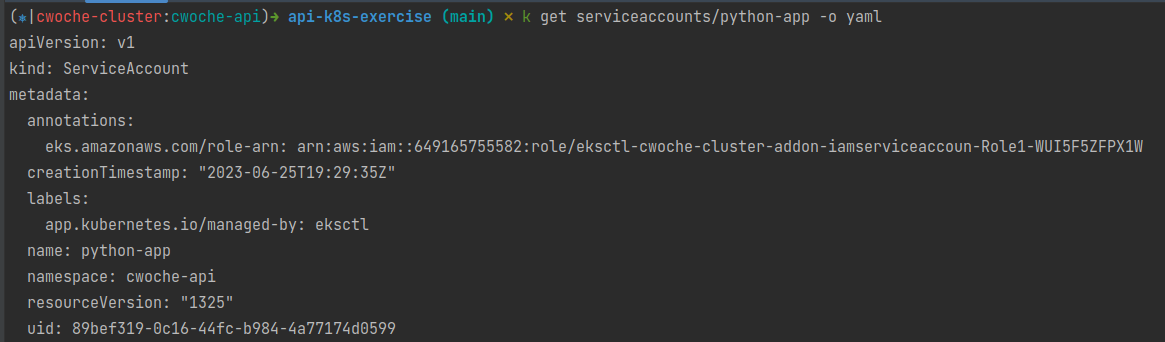 (⎈|cwoche-cluster:cwoche-api)➜ api-k8s-exercise (main) ✗ k get serviceaccounts/python-app -o yaml
apiVersion: v1
kind: ServiceAccount
metadata:
  annotations:
    eks.amazonaws.com/role-arn: arn:aws:iam::649165755582:role/eksctl-cwoche-cluster-addon-iamserviceaccoun-Role1-WUI5F5ZFPX1W
  creationTimestamp: "2023-06-25T19:29:35Z"
  labels:
    app.kubernetes.io/managed-by: eksctl
  name: python-app
  namespace: cwoche-api
  resourceVersion: "1325"
  uid: 89bef319-0c16-44fc-b984-4a77174d0599